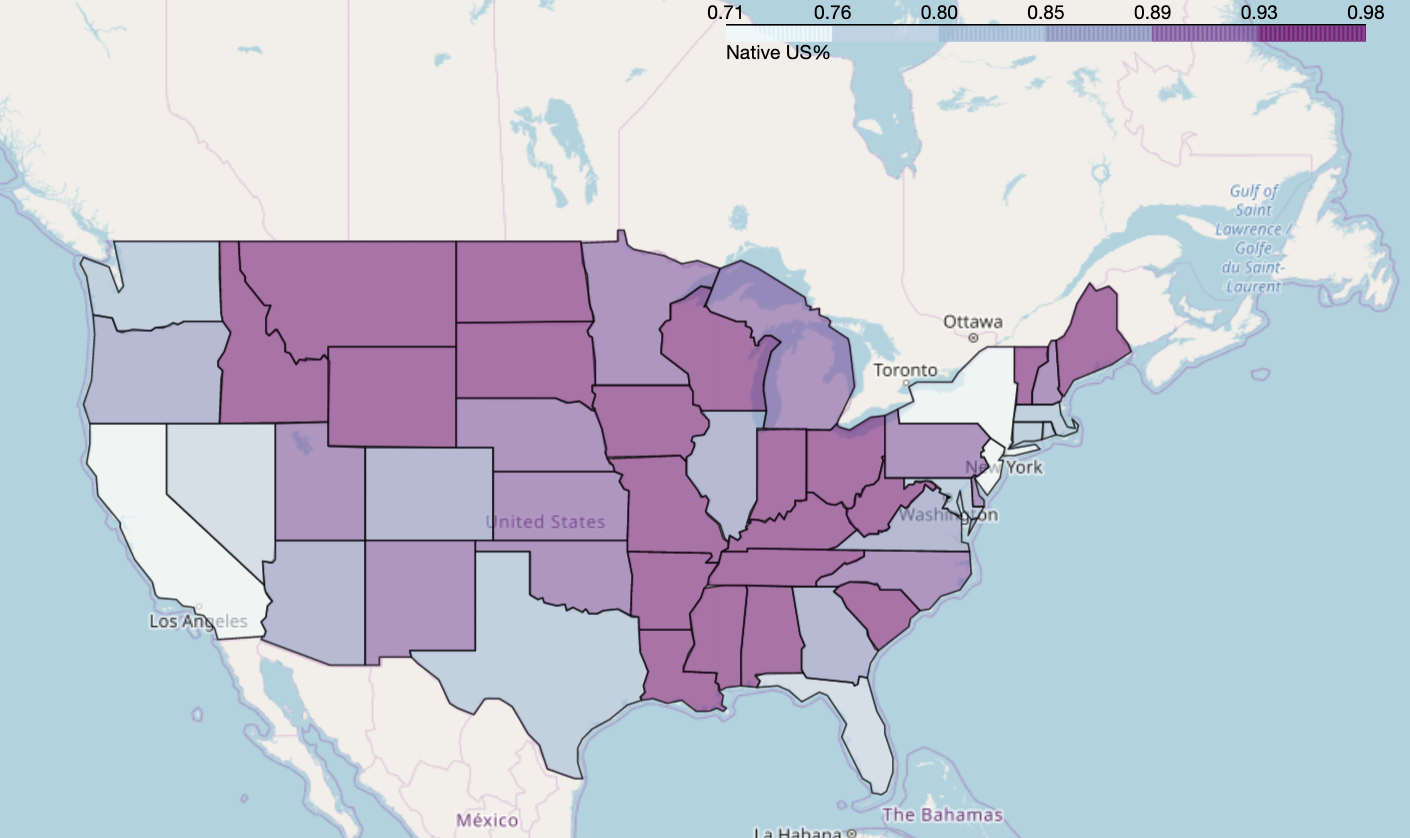 0.71 0.76 0.80 0.85 0.89 0.93 0.98
Native US%
Gulf of
Saint
Lawrence /
Golfe
du Saint-
Laurent
Ottawa
Toronto
New York
United States
Washington
Los Angeles
México
The Bahamas
La Habana